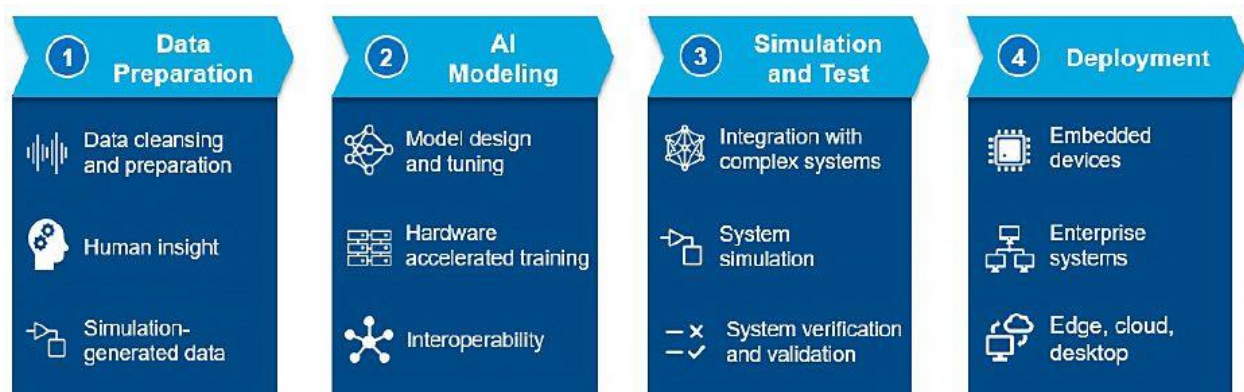 1
Data
Preparation
Data cleansing
and preparation
Human insight
Simulation-
generated data
2
AI
Modeling
Model design
and tuning
Hardware
accelerated training
Interoperability
3
Simulation
and Test
Integration with
complex systems
System
simulation
System verification
and validation
4
Deployment
Embedded
devices
Enterprise
systems
Edge, cloud,
desktop